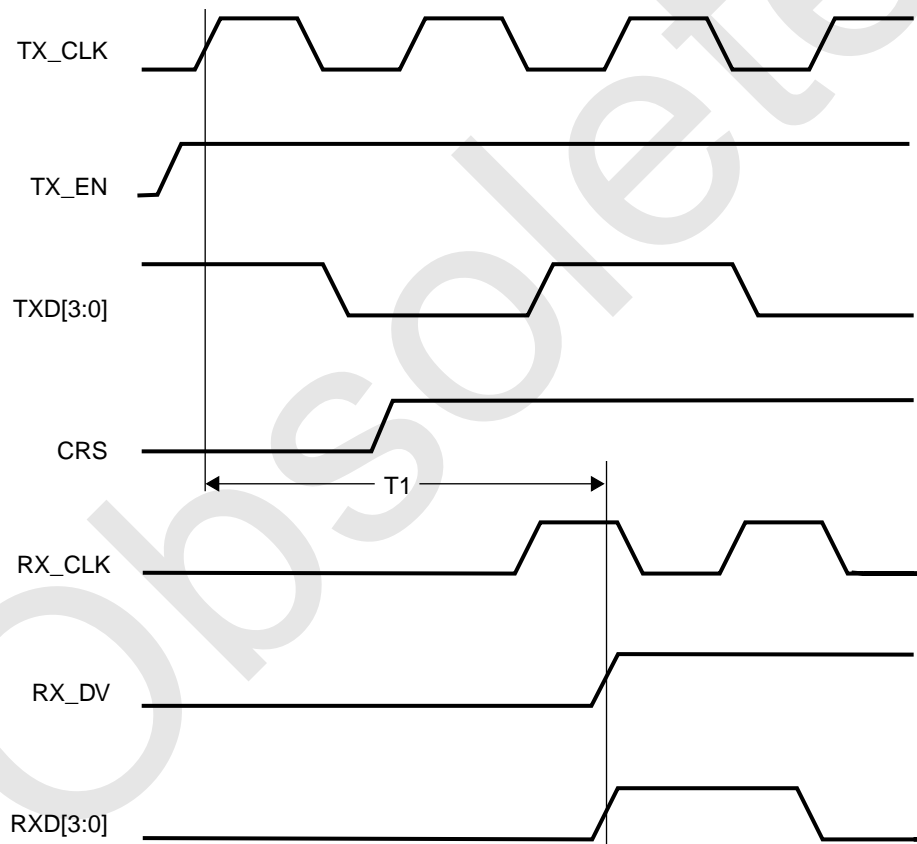 TX_CLK
TX_EN
TXD[3:0]
CRS
T1
RX_CLK
RX_DV
RXD[3:0]
Obsolete